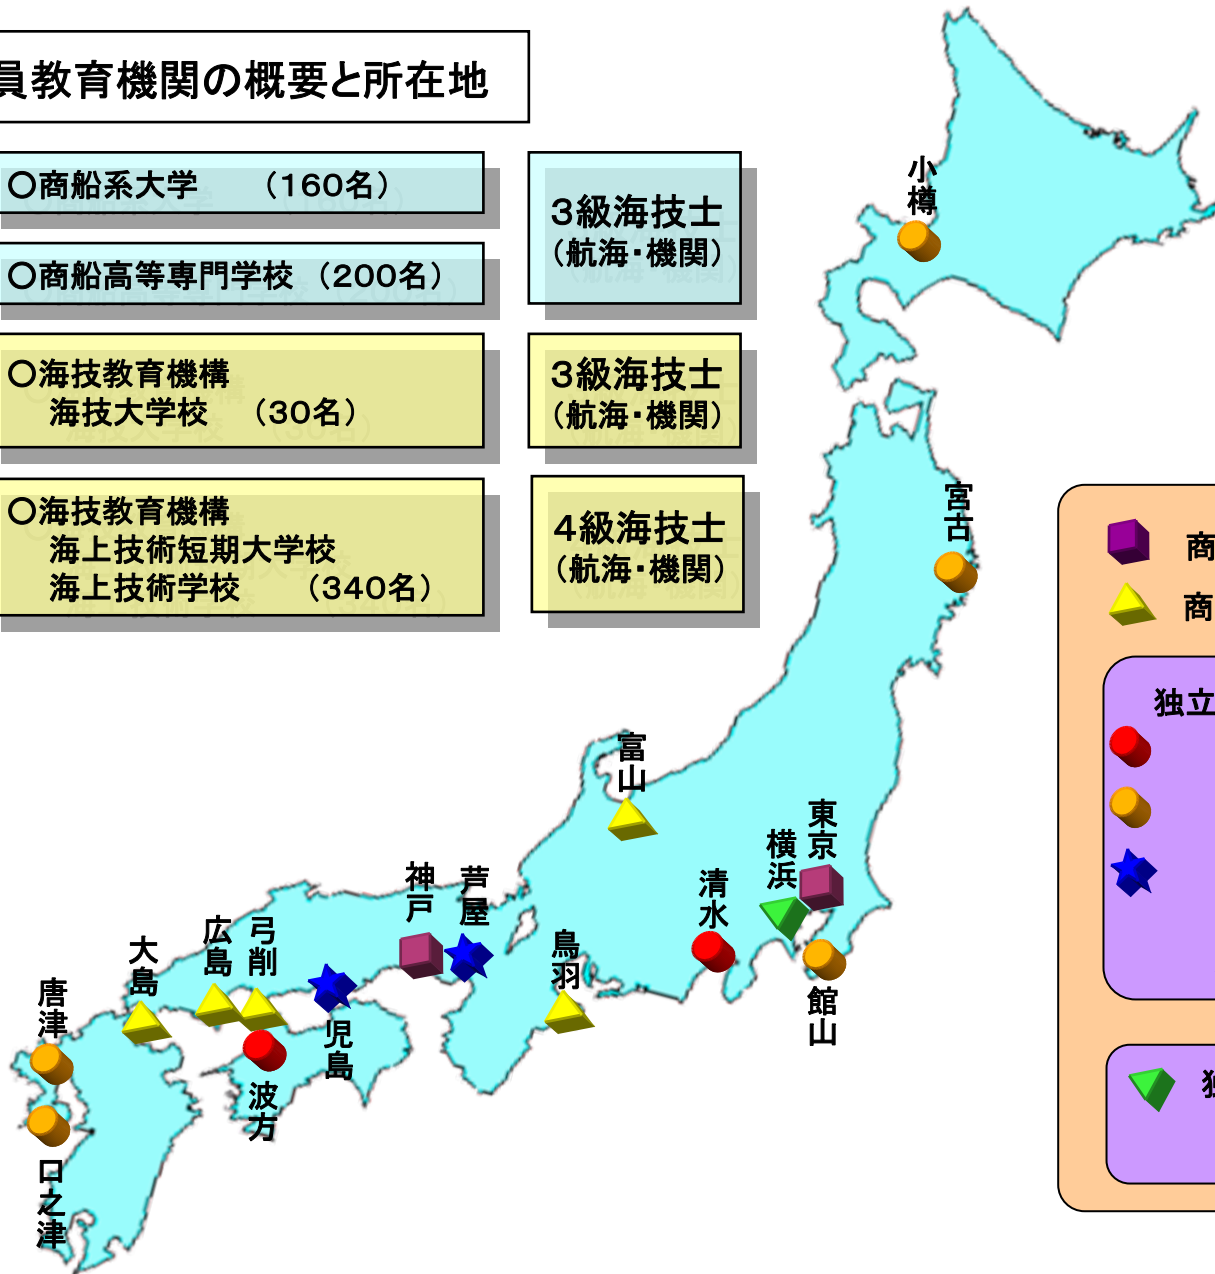 員教育機関の概要と所在地
○商船系大学　（160名）
○商船高等専門学校（200名）
3級海技士
（航海・機関）
○海技教育機構
海技大学校　（30名）
3級海技士
（航海・機関）
○海技教育機構
海上技術短期大学校
海上技術学校　（340名）
4級海技士
（航海・機関）
小樽
宮古
富山
東京
横浜
清水
館山
神戸
芦屋
鳥羽
広島
弓削
大島
児島
波方
唐津
口之津
商
商
独立
独